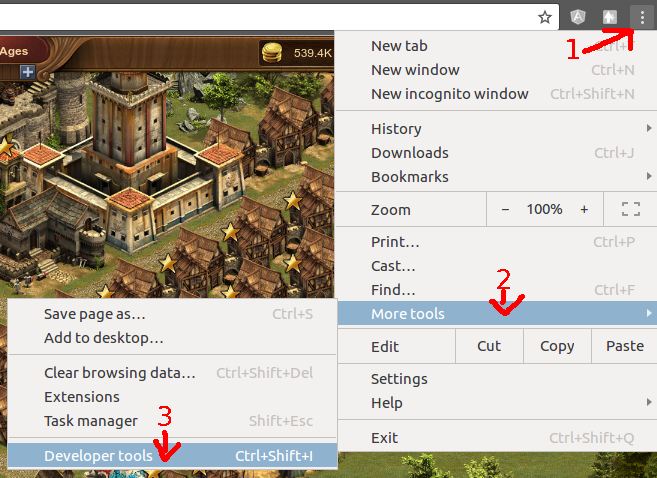 Ages
539.4K
1
New tab
New window Ctrl+N
New incognito window Ctrl+Shift+N
History
Downloads Ctrl+J
Bookmarks
Zoom − 100% +
Print... Ctrl+P
Cast...
2
Find... Ctrl+F
More tools
Edit Cut Copy Paste
Settings
Help
Exit Ctrl+Shift+Q
Save page as... Ctrl+S
Add to desktop...
Clear browsing data... Ctrl+Shift+Del
Extensions
3
Task manager Shift+Esc
Developer tools Ctrl+Shift+I